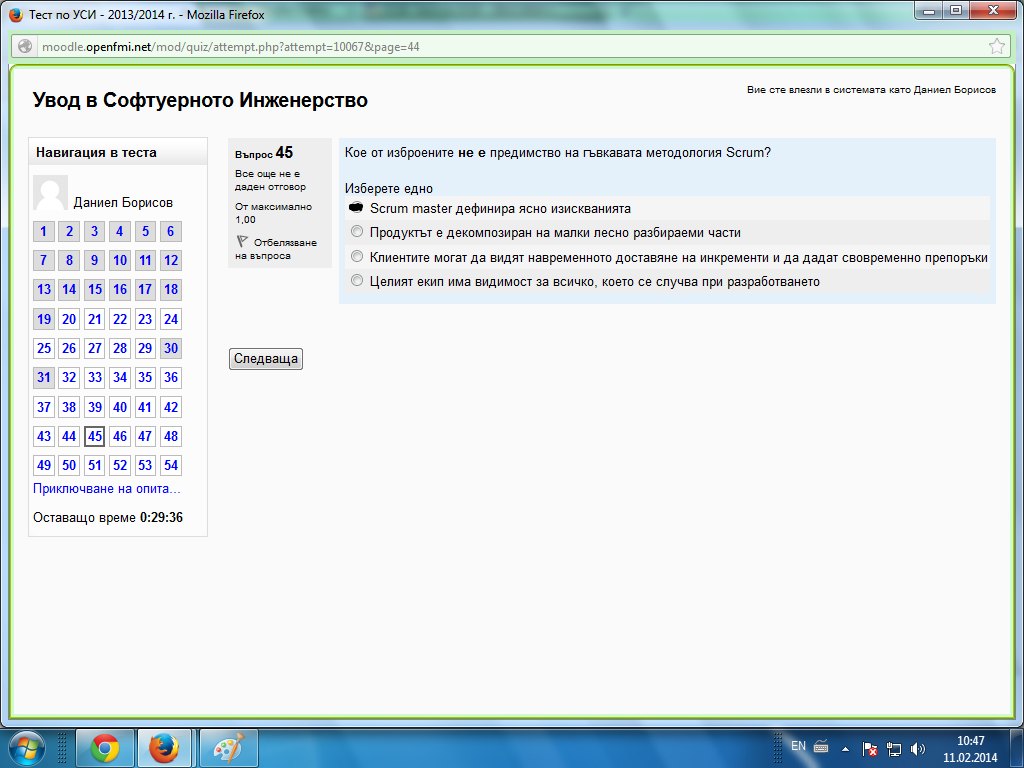 Тест по УСИ - 2013/2014 г. - Mozilla Firefox
moodle.openfmi.net/mod/quiz/attempt.php?attempt=10067&page=44
Увод в Софтуерното Инженерство
Вие сте влезли в системата като Даниел Борисов
Навигация в теста
Даниел Борисов
1 2 3 4 5 6
7 8 9 10 11 12
13 14 15 16 17 18
19 20 21 22 23 24
25 26 27 28 29 30
31 32 33 34 35 36
37 38 39 40 41 42
43 44 45 46 47 48
49 50 51 52 53 54
Приключване на опита...
Оставащо време 0:29:36
Въпрос 45
Все още не е
даден отговор
От максимално
1,00
Отбелязване
на въпроса
Кое от изброените не е предимство на гъвкавата методология Scrum?
Изберете едно
Scrum master дефинира ясно изискванията
Продуктът е декомпозиран на малки лесно разбираеми части
Клиентите могат да видят навременното доставяне на инкременти и да дадат своевременно препоръки
Целият екип има видимост за всичко, което се случва при разработването
Следваща
EN
10:47
11.02.2014